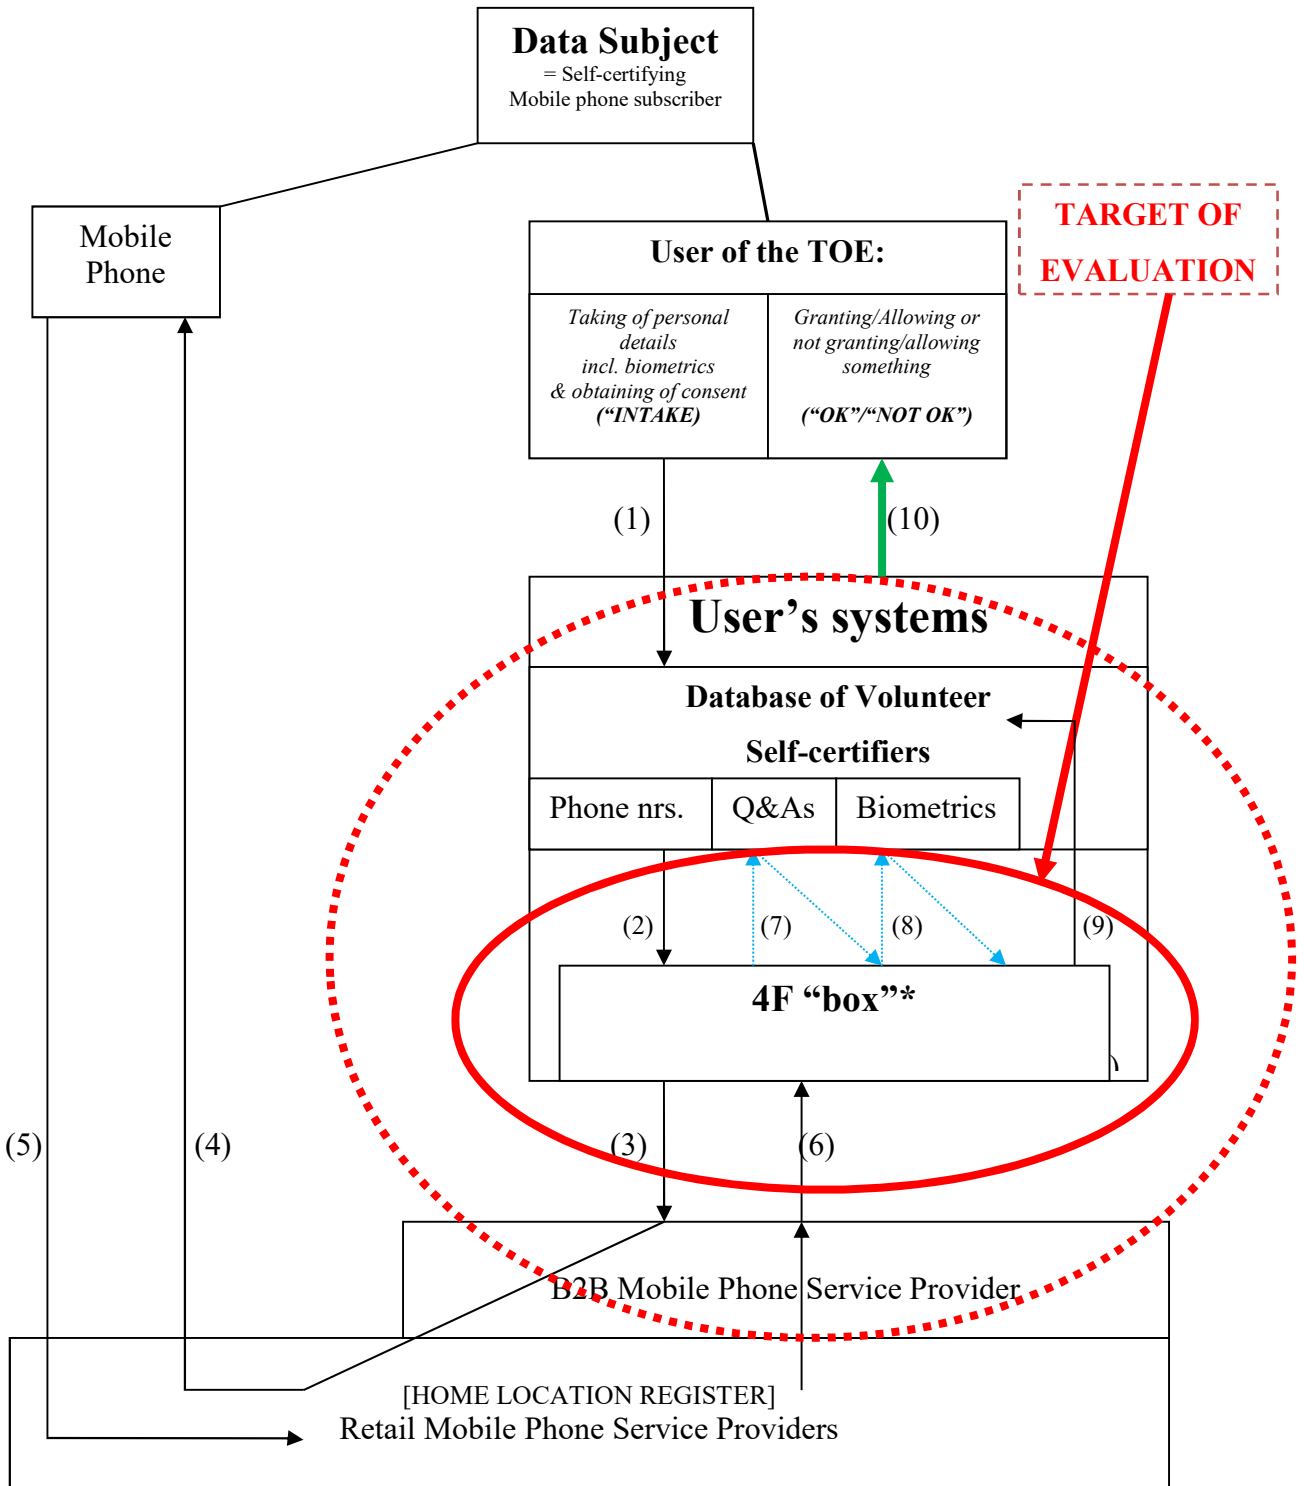 Data Subject
= Self-certifying
Mobile phone subscriber
Mobile
Phone
User of the TOE:
TARGET OF
EVALUATION
Taking of personal
details
incl. biometrics
& obtaining of consent
(“INTAKE)
Granting/Allowing or
not granting/allowing
something
(“OK”/“NOT OK”)
(1)
(10)
User’s systems
Database of Volunteer
Self-certifiers
Phone nrs.
Q&As
Biometrics
(2)
(7)
(8)
(9)
4F “box”*
)
(5)
(4)
(3)
(6)
B2B Mobile Phone Service Provider
[HOME LOCATION REGISTER]
Retail Mobile Phone Service Providers